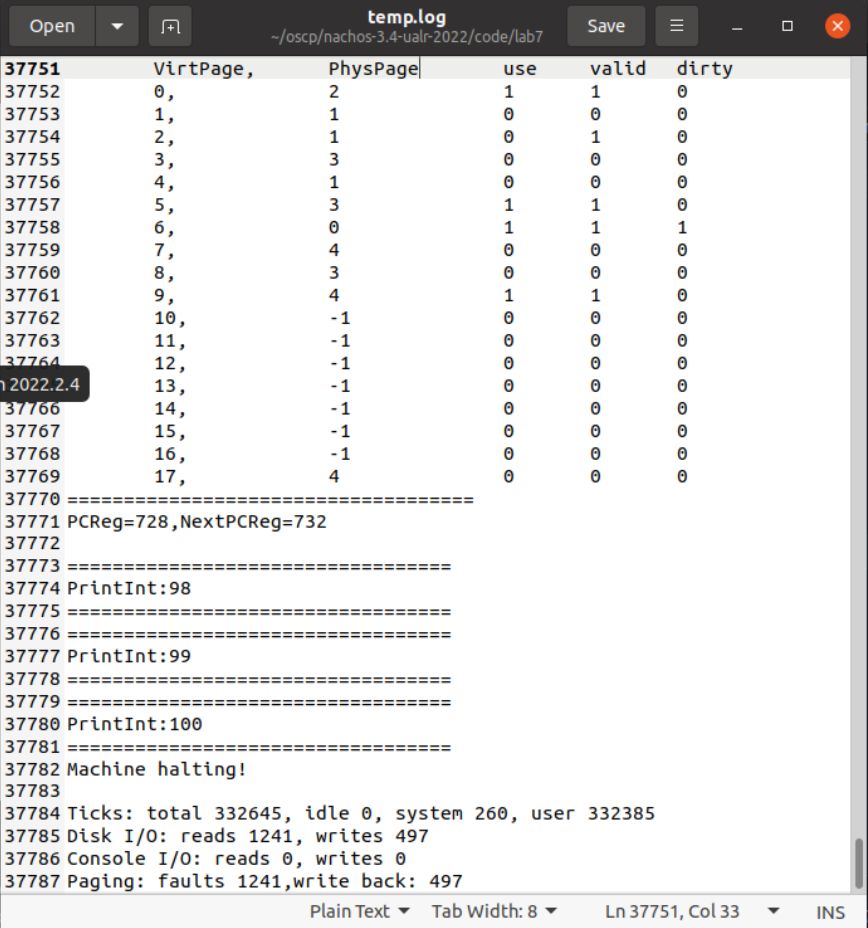 Open
temp.log
~/oscp/nachos-3.4-ualr-2022/code/lab7
Save
37751 VirtPage, PhysPage use valid dirty
37752 0, 2 1 1 0
37753 1, 1 0 0 0
37754 2, 1 0 1 0
37755 3, 3 0 0 0
37756 4, 1 0 0 0
37757 5, 3 1 1 0
37758 6, 0 1 1 1
37759 7, 4 0 0 0
37760 8, 3 0 0 0
37761 9, 4 1 1 0
37762 10, -1 0 0 0
37763 11, -1 0 0 0
37764 12, -1 0 0 0
n 2022.2.4 13, -1 0 0 0
37766 14, -1 0 0 0
37767 15, -1 0 0 0
37768 16, -1 0 0 0
37769 17, 4 0 0 0
37770 ====================================
37771 PCReg=728,NextPCReg=732
37772
37773 ==================================
37774 PrintInt:98
37775 ==================================
37776 ==================================
37777 PrintInt:99
37778 ==================================
37779 ==================================
37780 PrintInt:100
37781 ==================================
37782 Machine halting!
37783
37784 Ticks: total 332645, idle 0, system 260, user 332385
37785 Disk I/O: reads 1241, writes 497
37786 Console I/O: reads 0, writes 0
37787 Paging: faults 1241,write back: 497
Plain Text Tab Width: 8 Ln 37751, Col 33 INS